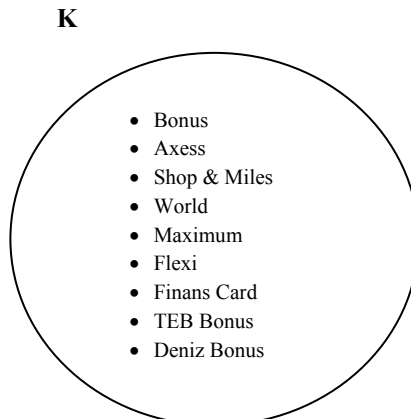 K
• Bonus
• Axess
• Shop & Miles
• World
• Maximum
• Flexi
• Finans Card
• TEB Bonus
• Deniz Bonus